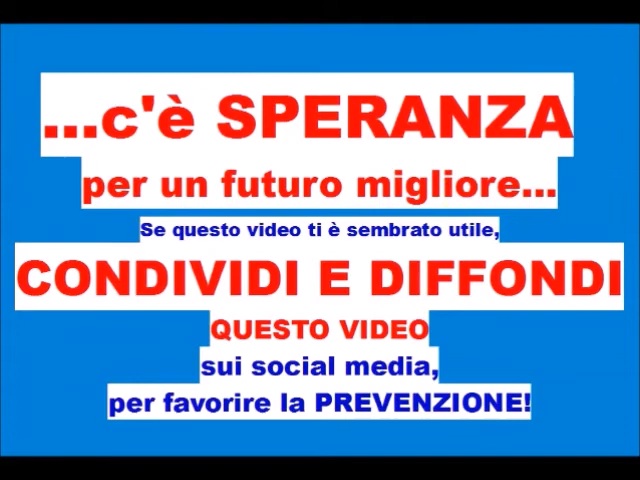 ...c'è SPERANZA
per un futuro migliore...
Se questo video ti è sembrato utile,
CONDIVIDI E DIFFONDI
QUESTO VIDEO
sui social media,
per favorire la PREVENZIONE!